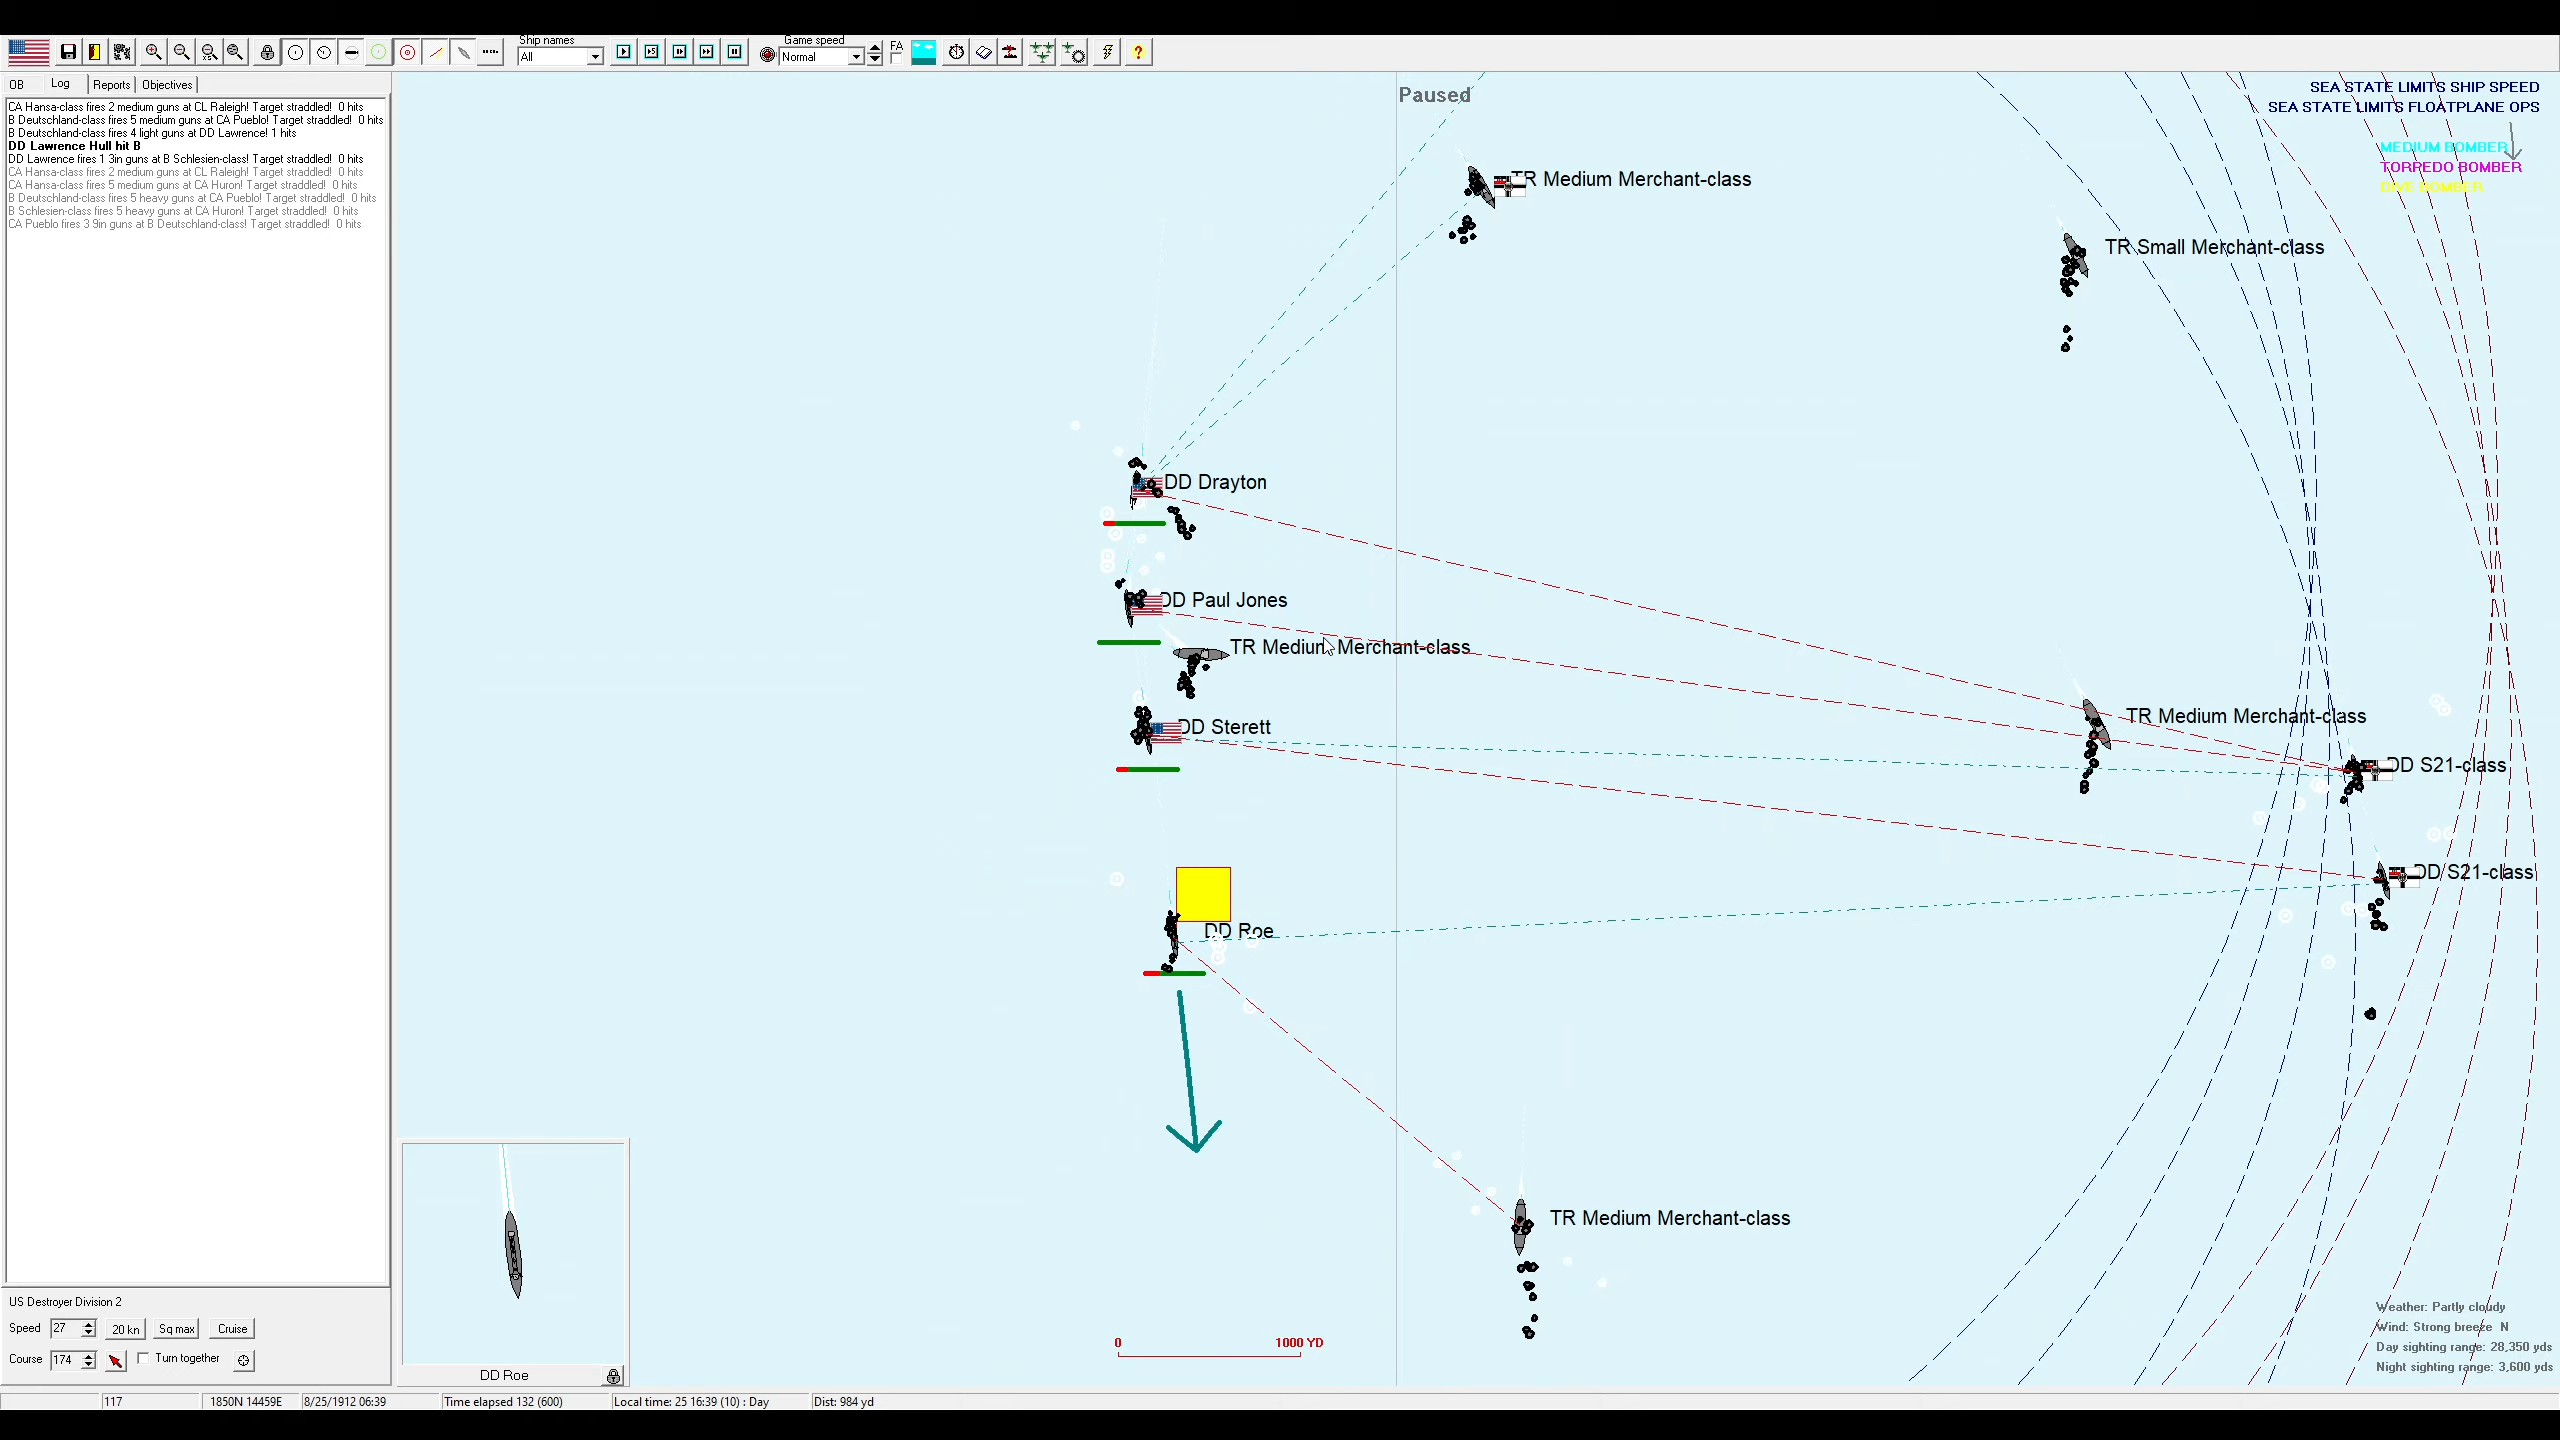 Ship names
All
Game speed
Normal
FA
OB
Log
Reports
Objectives
CA Hansa-class fires 2 medium guns at CL Raleigh! Target straddled!  0 hits
B Deutschland-class fires 5 medium guns at CA Pueblo! Target straddled!  0 hits
B Deutschland-class fires 4 light guns at DD Lawrence! 1 hits
DD Lawrence Hull hit B
DD Lawrence fires 1 3in guns at B Schlesien-class! Target straddled!  0 hits
CA Hansa-class fires 2 medium guns at CL Raleigh! Target straddled!  0 hits
CA Hansa-class fires 5 medium guns at CA Huron! Target straddled!  0 hits
B Deutschland-class fires 5 heavy guns at CA Pueblo! Target straddled!  0 hits
B Schlesien-class fires 5 heavy guns at CA Huron! Target straddled!  0 hits
CA Pueblo fires 3 9in guns at B Deutschland-class! Target straddled!  0 hits
Paused
SEA STATE LIMITS SHIP SPEED
SEA STATE LIMITS FLOATPLANE OPS
MEDIUM BOMBER
TORPEDO BOMBER
DIVE BOMBER
TR Medium Merchant-class
TR Small Merchant-class
DD Drayton
DD Paul Jones
TR Medium Merchant-class
DD Sterett
TR Medium Merchant-class
DD S21-class
DD S21-class
DD Roe
TR Medium Merchant-class
0 1000 YD
Weather: Partly cloudy
Wind: Strong breeze  N
Day sighting range: 28,350 yds
Night sighting range: 3,600 yds
US Destroyer Division 2
Speed 27 20 kn Sq max Cruise
Course 174 Turn together
DD Roe
117 1850N 14459E 8/25/1912 06:39 Time elapsed 132 (600) Local time: 25 16:39 (10) : Day Dist: 984 yd